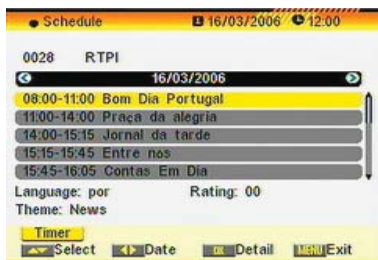 Schedule 16/03/2006 12:00
0028 RTPI
16/03/2006
08:00-11:00 Bom Dia Portugal
11:00-14:00 Praça da alegria
14:00-15:15 Jornal da tarde
15:15-15:45 Entre nos
15:45-16:05 Contas Em Dia
Language: por Rating: 00
Theme: News
Timer
Select Date OK Detail MENU Exit